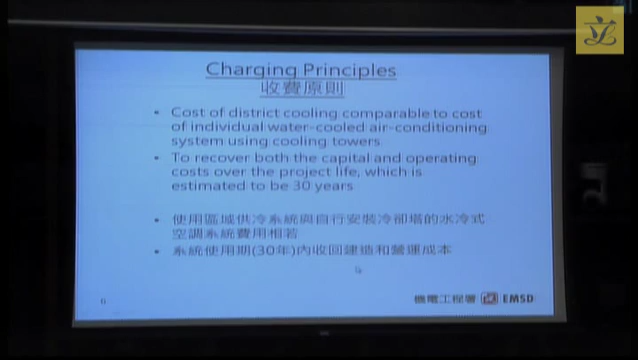 立
Charging Principles
收費原則
• Cost of district cooling comparable to cost
of individual water-cooled air-conditioning
system using cooling towers
• To recover both the capital and operating
costs over the project life, which is
estimated to be 30 years
• 使用區域供冷系統與自行安裝冷卻塔的水冷式
空調系統費用相若
• 系統使用期(30年)內收回建造和營運成本
6
機電工程署 EMSD